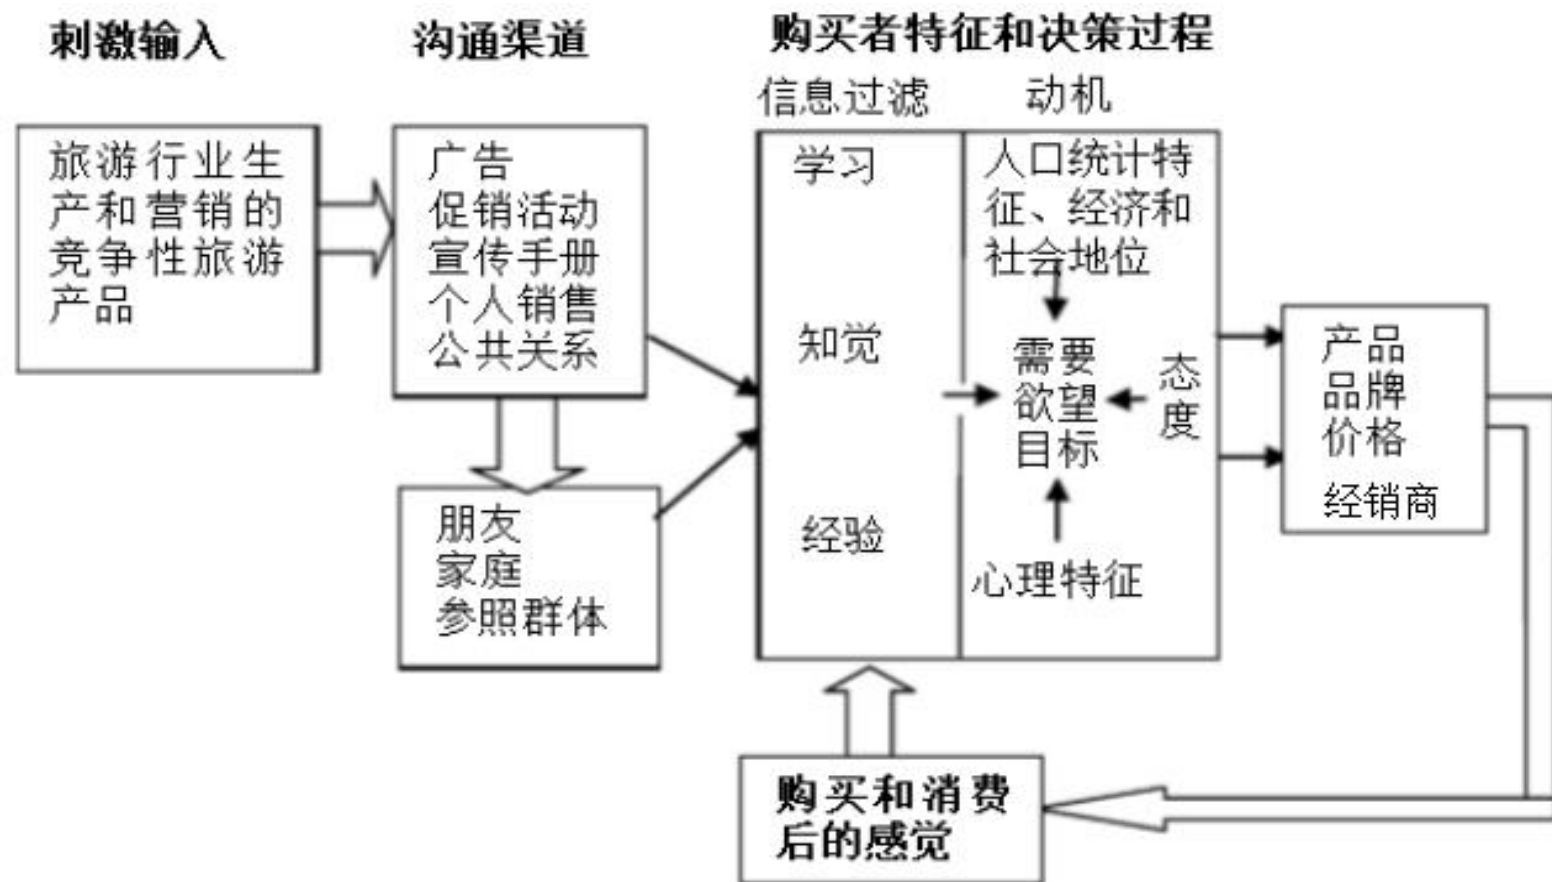 刺激输入
沟通渠道
购买者特征和决策过程
信息过滤
动机
旅游行业生
产和营销的
竞争性旅游
产品
广告
促销活动
宣传手册
个人销售
公共关系
朋友
家庭
参照群体
学习
知觉
经验
人口统计特
征、经济和
社会地位
需要
欲望
目标
态
度
心理特征
产品
品牌
价格
经销商
购买和消费
后的感觉